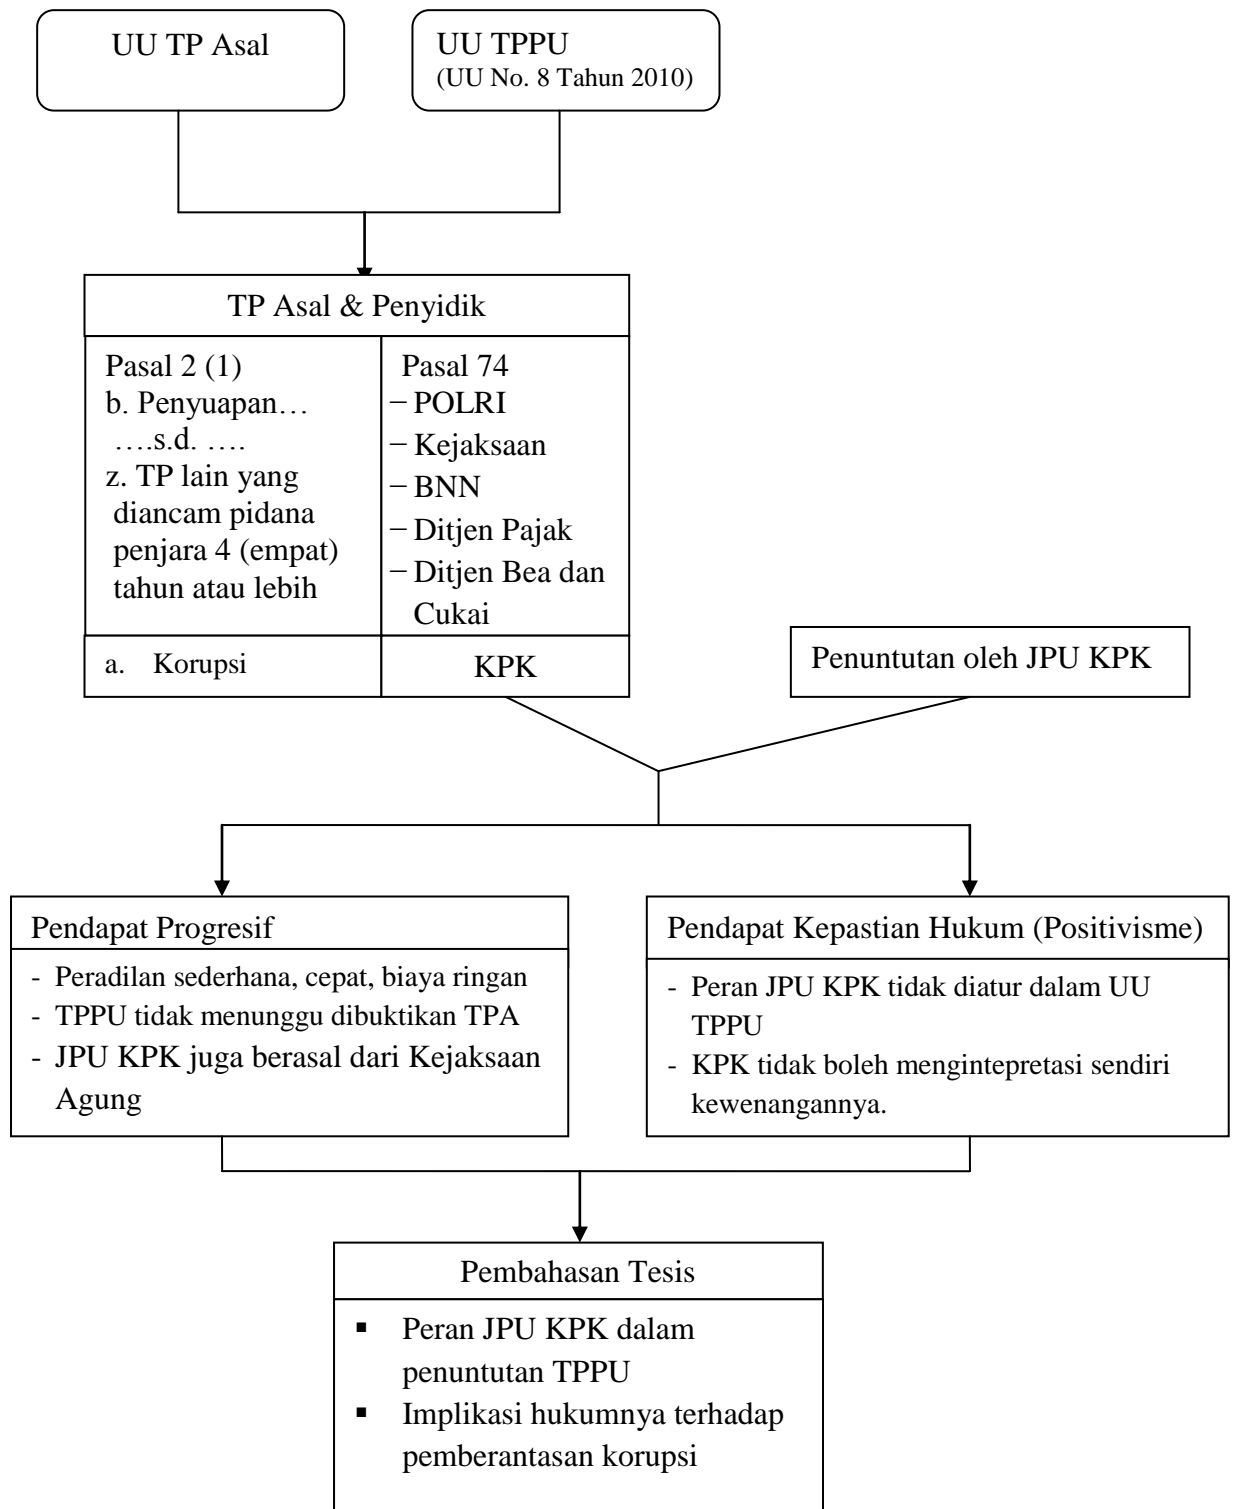 UU TP Asal
UU TPPU
(UU No. 8 Tahun 2010)
TP Asal & Penyidik
Pasal 2 (1)
b. Penyuapan…
….s.d. ….
z. TP lain yang
diancam pidana
penjara 4 (empat)
tahun atau lebih
Pasal 74
– POLRI
– Kejaksaan
– BNN
– Ditjen Pajak
– Ditjen Bea dan
Cukai
a. Korupsi
KPK
Penuntutan oleh JPU KPK
Pendapat Progresif
- Peradilan sederhana, cepat, biaya ringan
- TPPU tidak menunggu dibuktikan TPA
- JPU KPK juga berasal dari Kejaksaan
Agung
Pendapat Kepastian Hukum (Positivisme)
- Peran JPU KPK tidak diatur dalam UU
TPPU
- KPK tidak boleh mengintepretasi sendiri
kewenangannya.
Pembahasan Tesis
▪ Peran JPU KPK dalam
penuntutan TPPU
▪ Implikasi hukumnya terhadap
pemberantasan korupsi